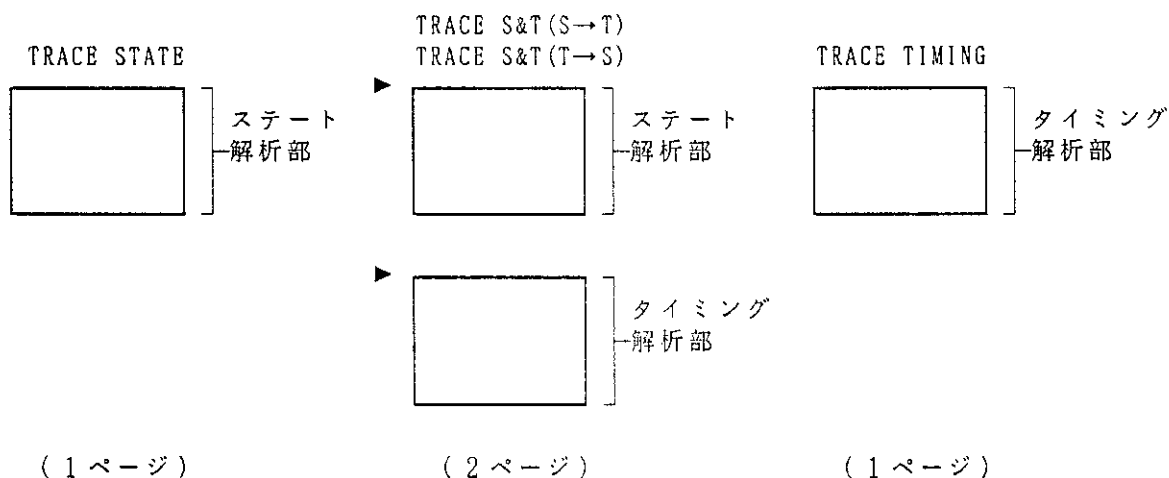 TRACE STATE
ステート
解析部
(1ページ)
TRACE S&T(S→T)
TRACE S&T(T→S)
ステート
解析部
タイミング
解析部
(2ページ)
TRACE TIMING
タイミング
解析部
(1ページ)